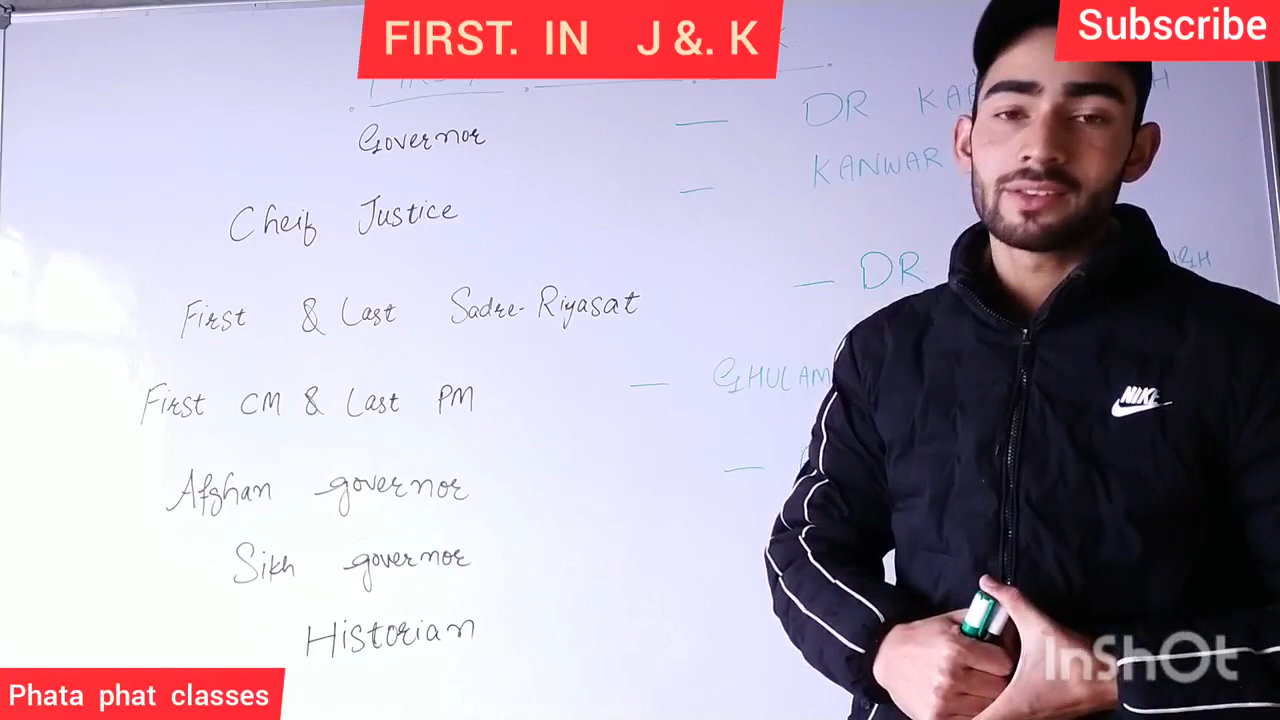 FIRST. IN J &. K
Subscribe
Governor — DR
Cheif Justice — KANWAR
First & Last Sadre-Riyasat — DR
First CM & Last PM — GHULAM
Afghan governor —
Sikh governor
Historian
NIKE
Phata phat classes
InShOt